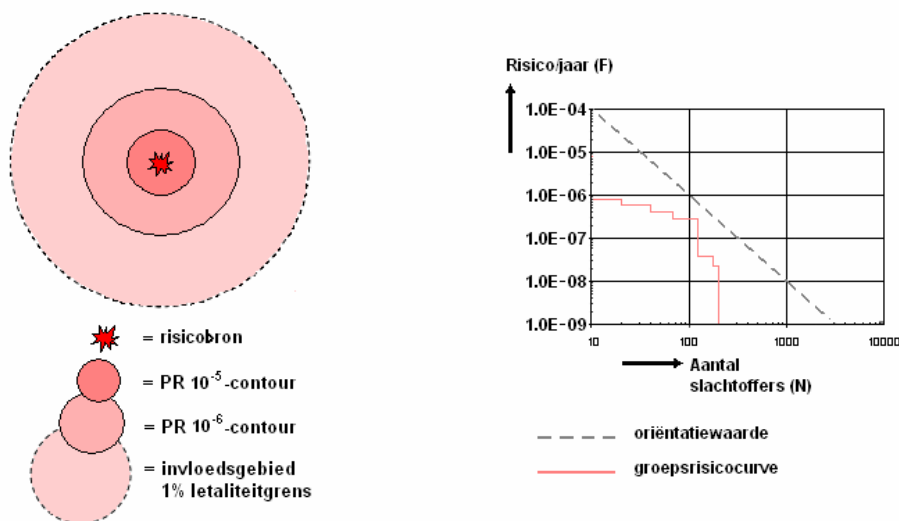 = risicobron
= PR 10⁻⁵-contour
= PR 10⁻⁶-contour
= invloedsgebied
1% letaliteitgrens
Risico/jaar (F)
1.0E-04
1.0E-05
1.0E-06
1.0E-07
1.0E-08
1.0E-09
10 100 1000 10000
Aantal
slachtoffers (N)
oriëntatiewaarde
groepsrisicocurve